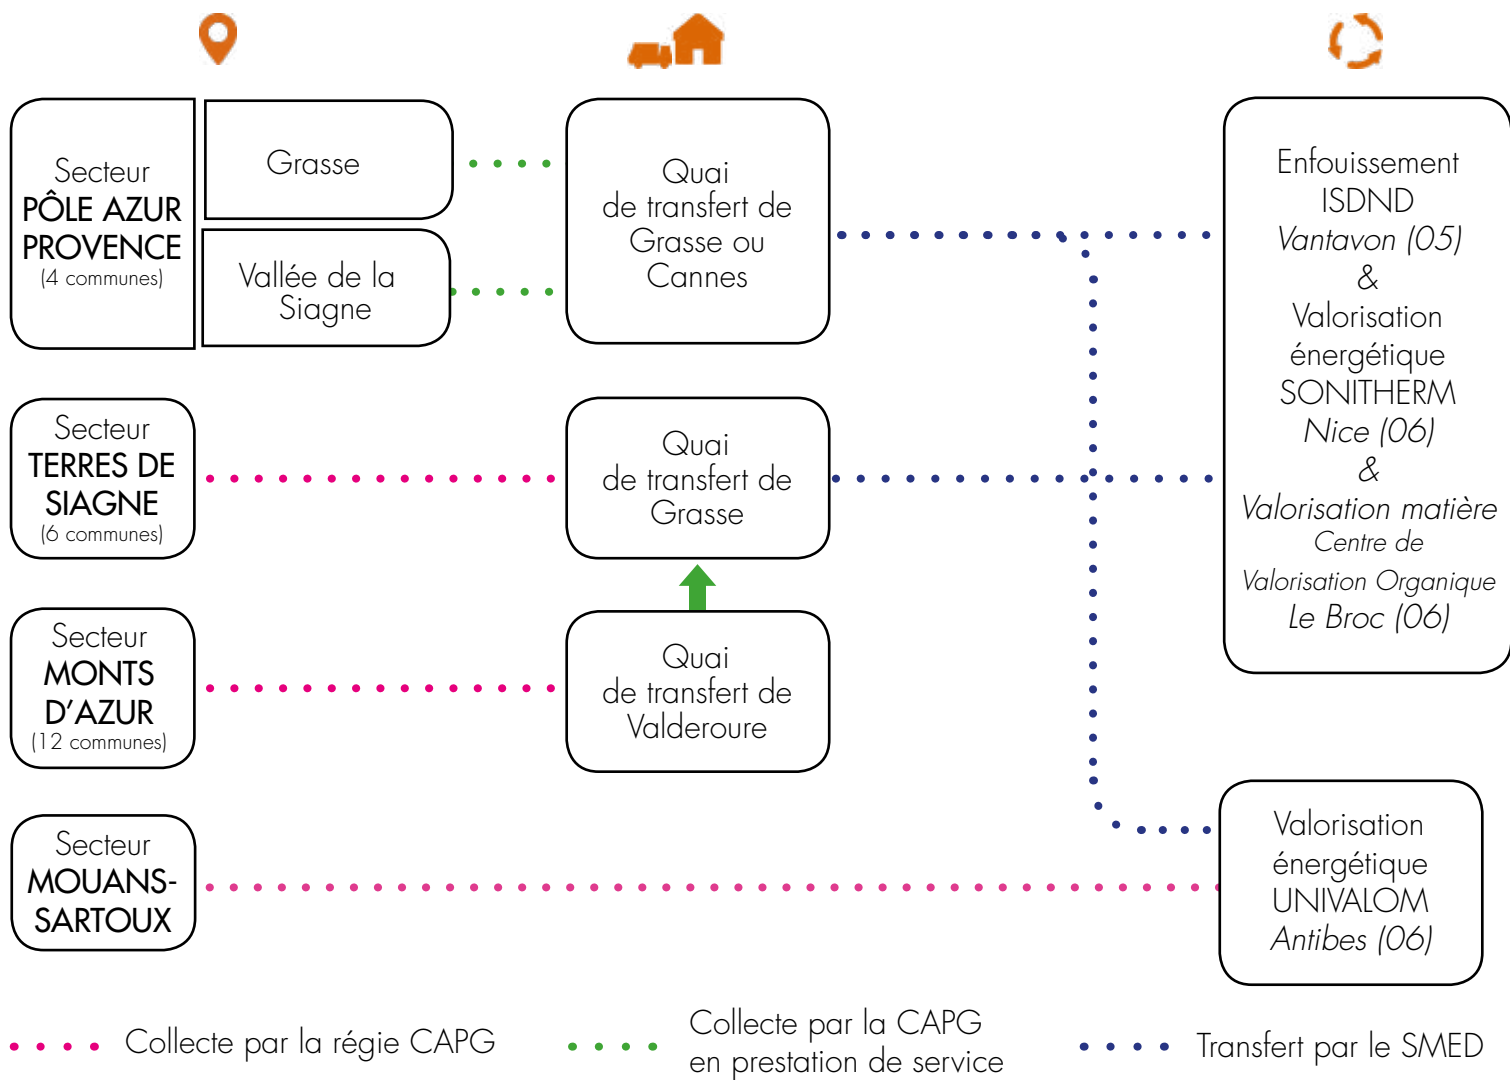 Secteur
PÔLE AZUR
PROVENCE
(4 communes)
Grasse
Vallée de la
Siagne
Quai
de transfert de
Grasse ou
Cannes
Secteur
TERRES DE
SIAGNE
(6 communes)
Quai
de transfert de
Grasse
Secteur
MONTS
D’AZUR
(12 communes)
Quai
de transfert de
Valderoure
Secteur
MOUANS-
SARTOUX
Enfouissement
ISDND
Vantavon (05)
&
Valorisation
énergétique
SONITHERM
Nice (06)
&
Valorisation matière
Centre de
Valorisation Organique
Le Broc (06)
Valorisation
énergétique
UNIVALOM
Antibes (06)
Collecte par la régie CAPG
Collecte par la CAPG
en prestation de service
Transfert par le SMED